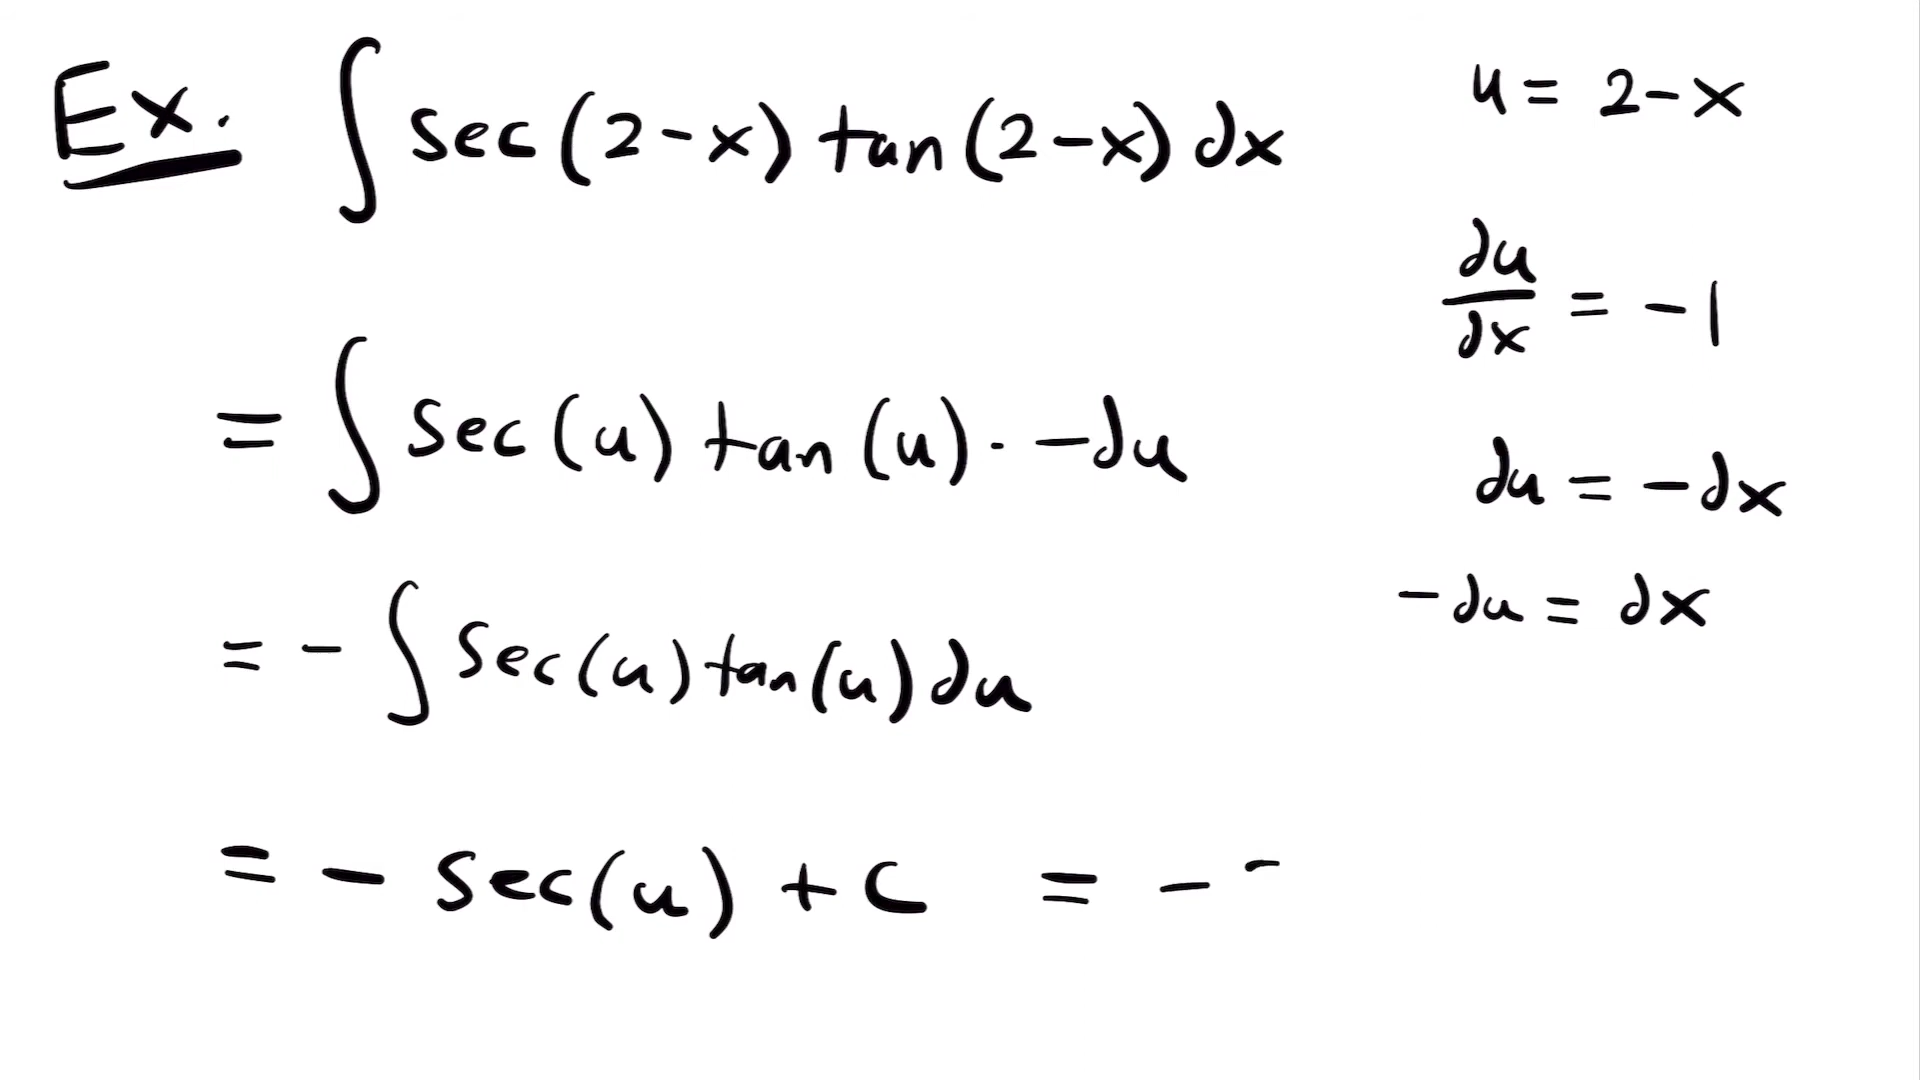 Ex. ∫ sec(2-x) tan(2-x) dx
u = 2-x
du/dx = -1
= ∫ sec(u) tan(u) · -du
du = -dx
-du = dx
= - ∫ sec(u) tan(u) du
= - sec(u) + C = -